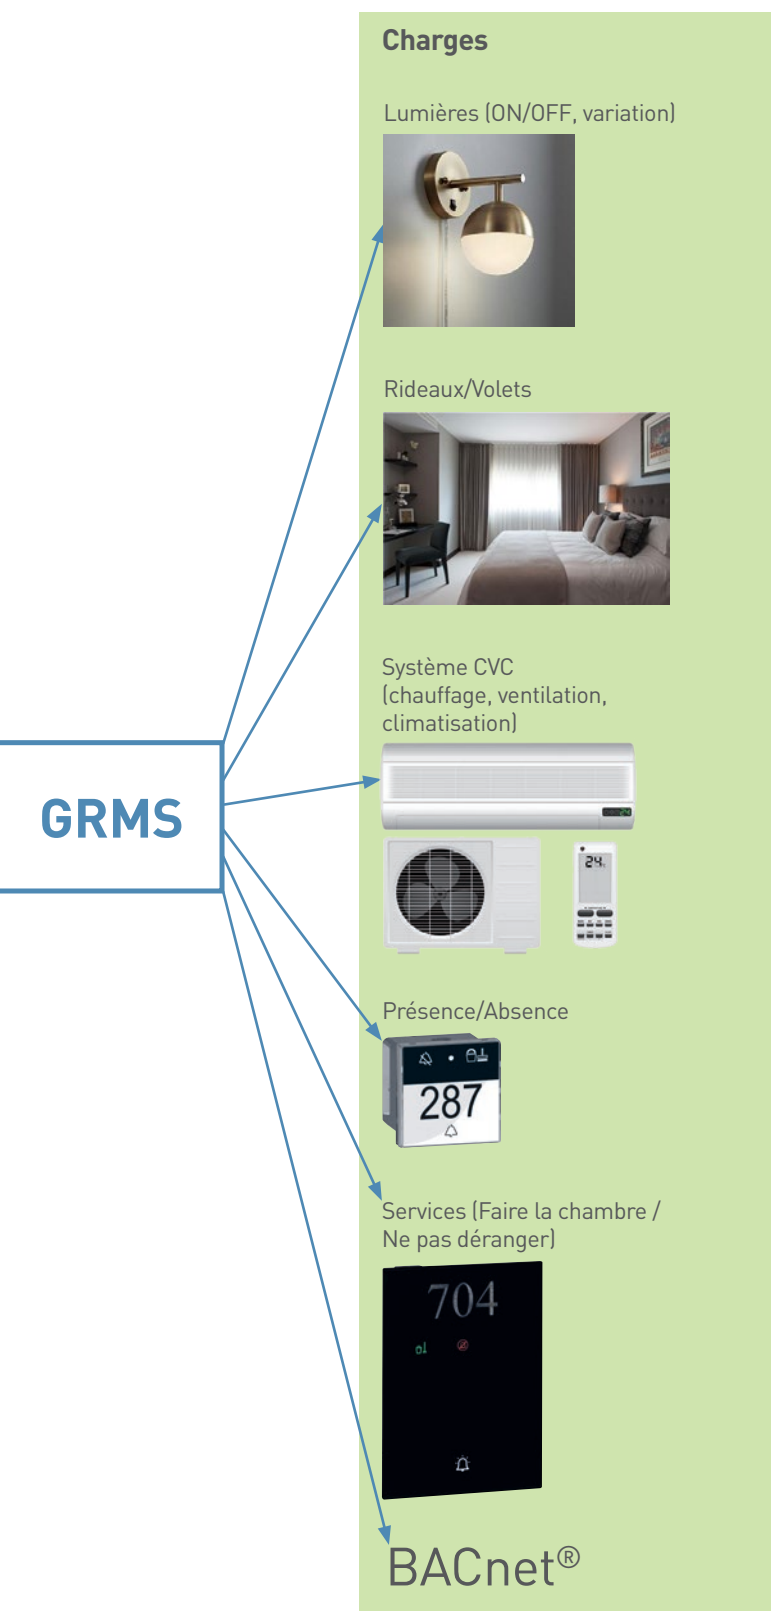 Charges
Lumières (ON/OFF, variation)
Rideaux/Volets
Système CVC
(chauffage, ventilation,
climatisation)
GRMS
24
24
Présence/Absence
287
Services (Faire la chambre /
Ne pas déranger)
704
BACnet®